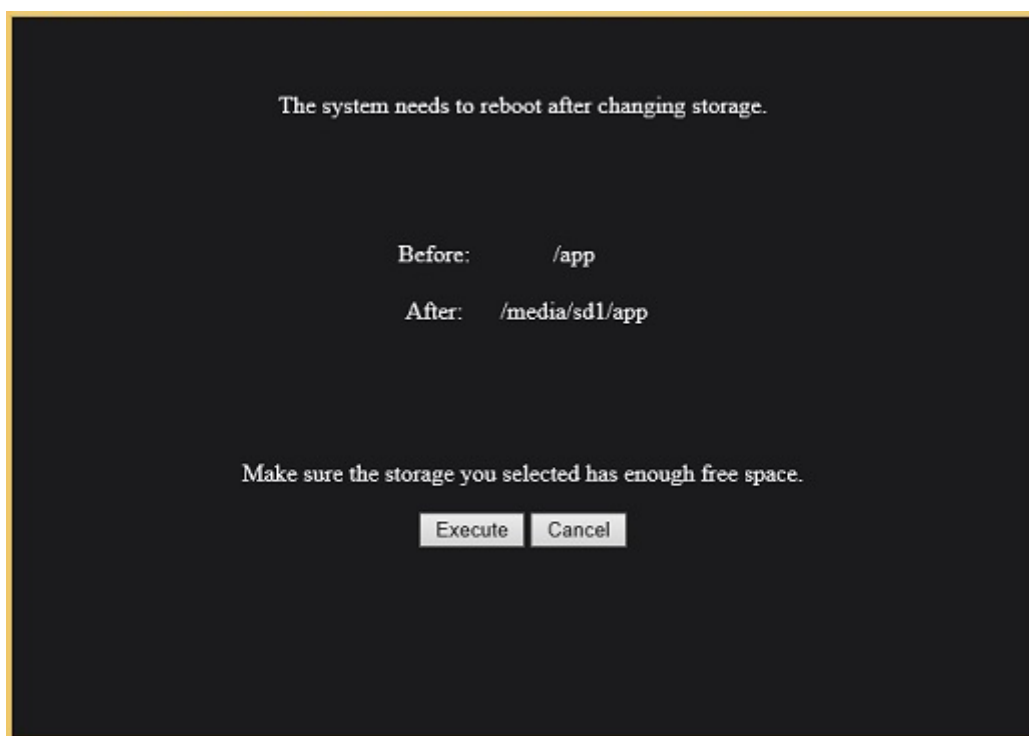 The system needs to reboot after changing storage.
Before: /app
After: /media/sd1/app
Make sure the storage you selected has enough free space.
Execute Cancel